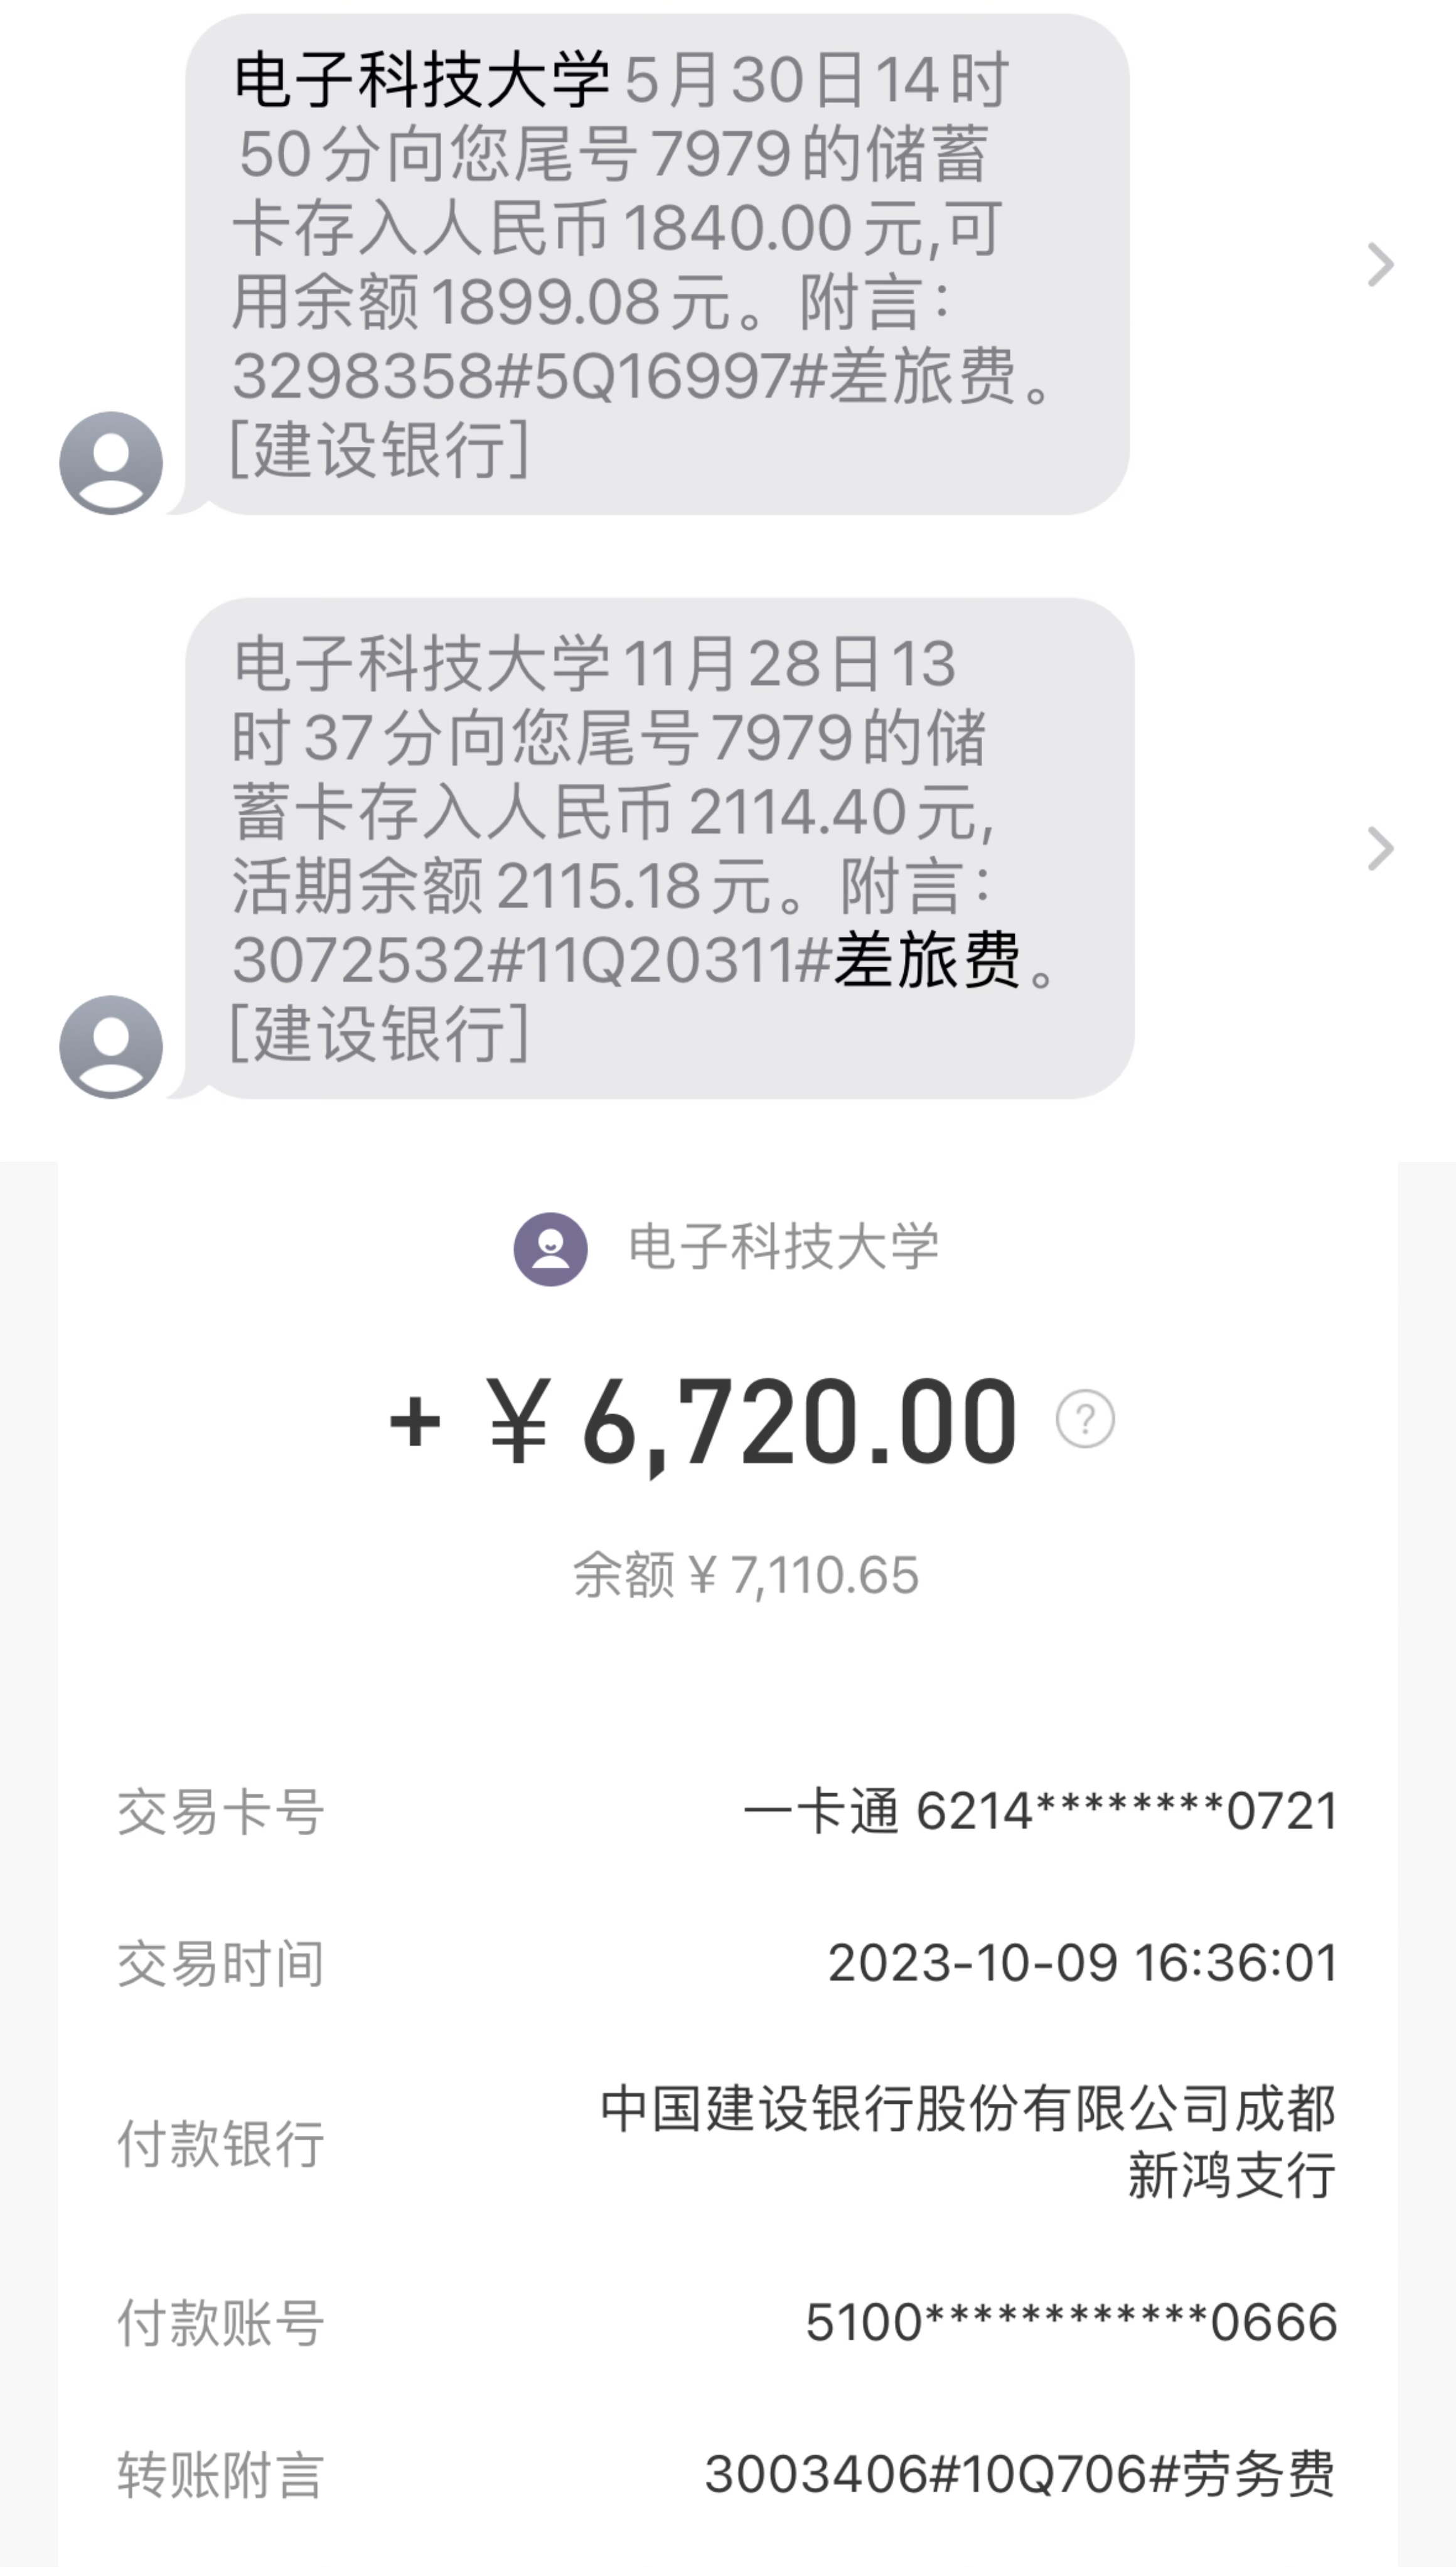 电子科技大学5月30日14时
50分向您尾号7979的储蓄
卡存入人民币1840.00元,可
用余额1899.08元。附言：
3298358#5Q16997#差旅费。
[建设银行]
电子科技大学11月28日13
时37分向您尾号7979的储
蓄卡存入人民币2114.40元,
活期余额2115.18元。附言：
3072532#11Q20311#差旅费。
[建设银行]
电子科技大学
+ ¥ 6,720.00 ?
余额 ¥ 7,110.65
交易卡号 一卡通 6214********0721
交易时间 2023-10-09 16:36:01
中国建设银行股份有限公司成都
付款银行
新鸿支行
付款账号 5100************0666
转账附言 3003406#10Q706#劳务费